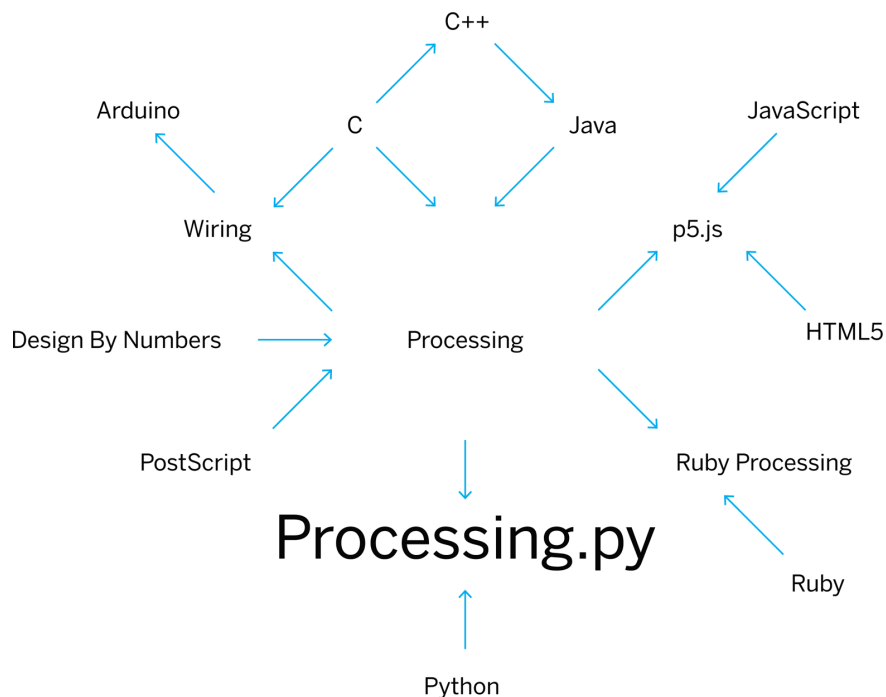 C++
Arduino
C
Java
JavaScript
Wiring
p5.js
Design By Numbers
Processing
HTML5
PostScript
Ruby Processing
Processing.py
Ruby
Python